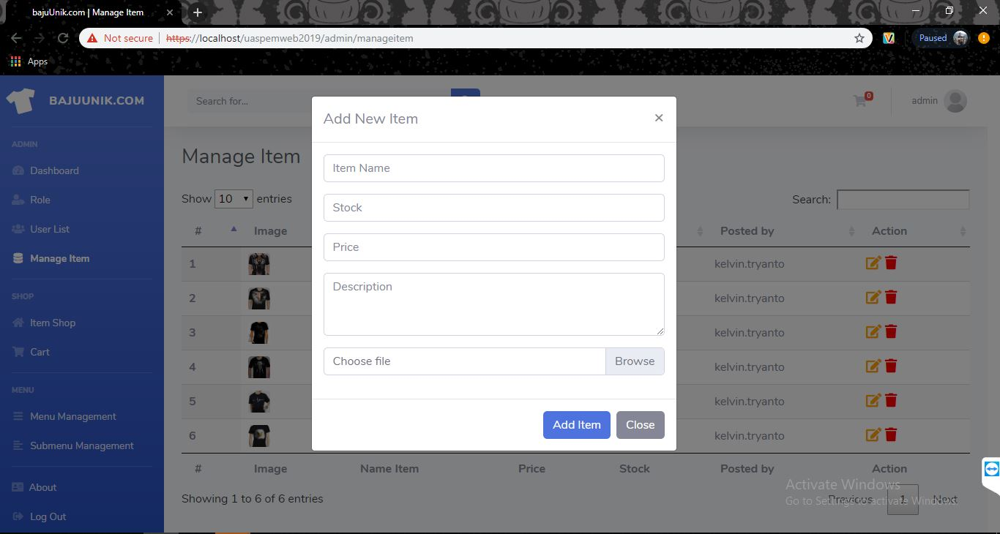 bajuUnik.com | Manage Item
Not secure | https://localhost/uaspemweb2019/admin/manageitem
Paused
Apps
BAJUUNIK.COM
Search for...
0
admin
ADMIN
Dashboard
Role
User List
Manage Item
SHOP
Item Shop
Cart
MENU
Menu Management
Submenu Management
About
Log Out
Manage Item
Show 10 entries
Search:
# Image Posted by Action
1 kelvin.tryanto
2 kelvin.tryanto
3 kelvin.tryanto
4 kelvin.tryanto
5 kelvin.tryanto
6 kelvin.tryanto
# Image Name Item Price Stock Posted by Action
Showing 1 to 6 of 6 entries
Previous 1 Next
Add New Item
Item Name
Stock
Price
Description
Choose file Browse
Add Item Close
Activate Windows
Go to Settings to activate Windows.